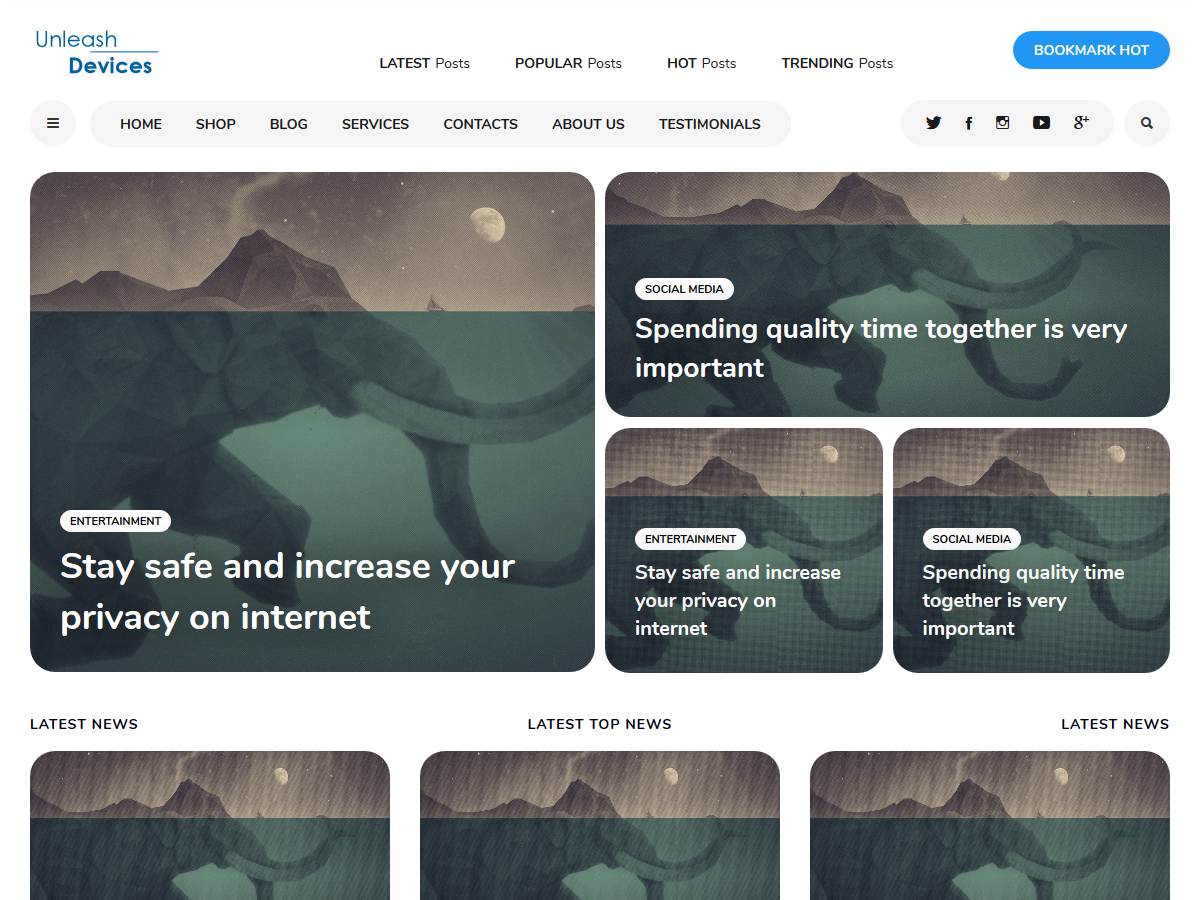 Unleash
Devices
LATEST Posts
POPULAR Posts
HOT Posts
TRENDING Posts
BOOKMARK HOT
HOME
SHOP
BLOG
SERVICES
CONTACTS
ABOUT US
TESTIMONIALS
ENTERTAINMENT
Stay safe and increase your
privacy on internet
SOCIAL MEDIA
Spending quality time together is very
important
ENTERTAINMENT
Stay safe and increase
your privacy on
internet
SOCIAL MEDIA
Spending quality time
together is very
important
LATEST NEWS
LATEST TOP NEWS
LATEST NEWS